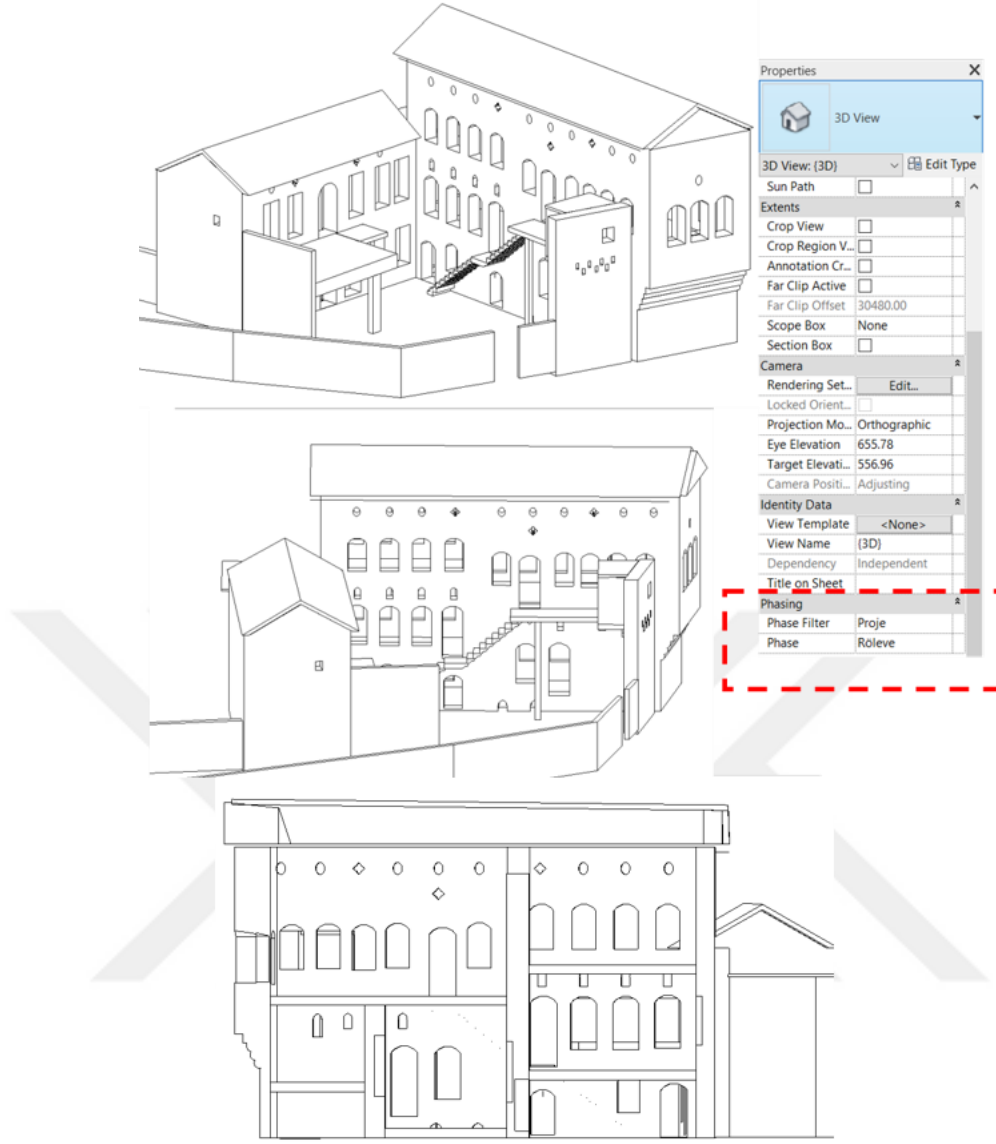 Properties X
3D View
3D View: {3D} Edit Type
Sun Path
Extents
Crop View
Crop Region V...
Annotation Cr...
Far Clip Active
Far Clip Offset 30480.00
Scope Box None
Section Box
Camera
Rendering Set... Edit...
Locked Orient...
Projection Mo... Orthographic
Eye Elevation 655.78
Target Elevati... 556.96
Camera Positi... Adjusting
Identity Data
View Template <None>
View Name {3D}
Dependency Independent
Title on Sheet
Phasing
Phase Filter Proje
Phase Röleve